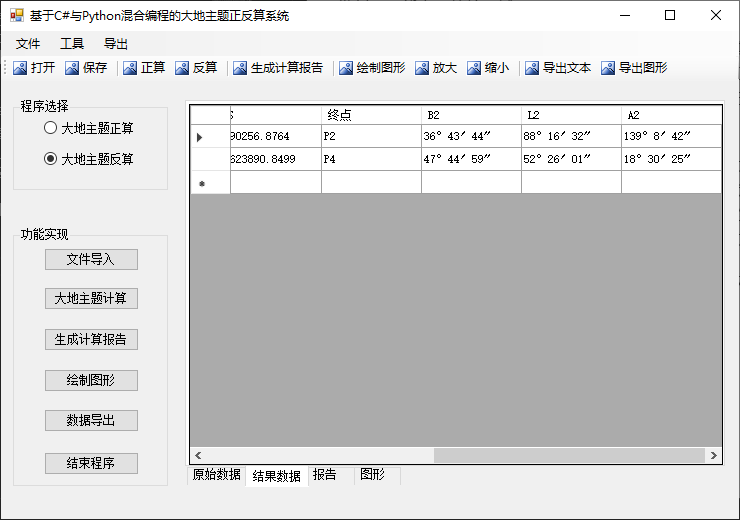 基于C#与Python混合编程的大地主题正反算系统
文件 工具 导出
打开 保存 正算 反算 生成计算报告 绘制图形 放大 缩小 导出文本 导出图形
程序选择
大地主题正算
大地主题反算
功能实现
文件导入
大地主题计算
生成计算报告
绘制图形
数据导出
结束程序
终点 B2 L2 A2
90256.8764 P2 36° 43′ 44″ 88° 16′ 32″ 139° 8′ 42″
623890.8499 P4 47° 44′ 59″ 52° 26′ 01″ 18° 30′ 25″
原始数据 结果数据 报告 图形